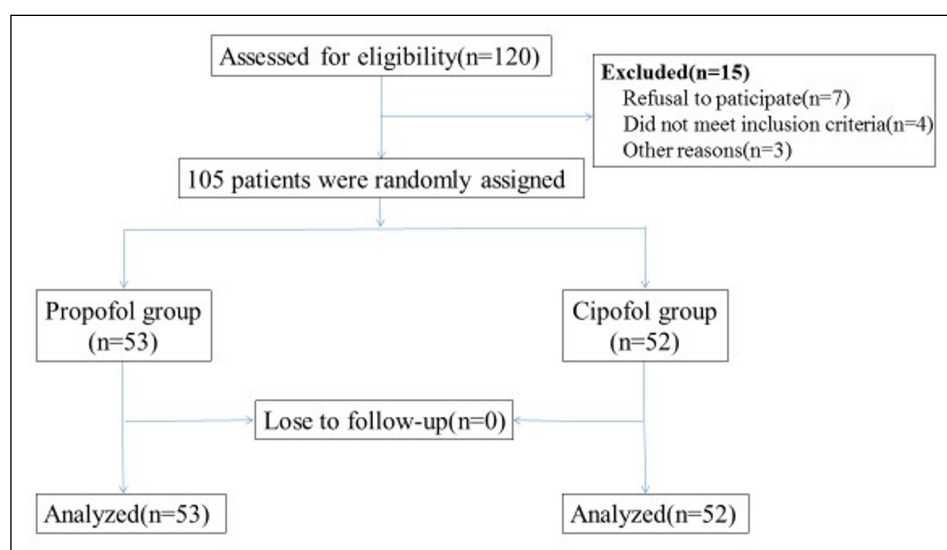 Assessed for eligibility(n=120)
Excluded(n=15)
Refusal to paticipate(n=7)
Did not meet inclusion criteria(n=4)
Other reasons(n=3)
105 patients were randomly assigned
Propofol group
(n=53)
Cipofol group
(n=52)
Lose to follow-up(n=0)
Analyzed(n=53)
Analyzed(n=52)